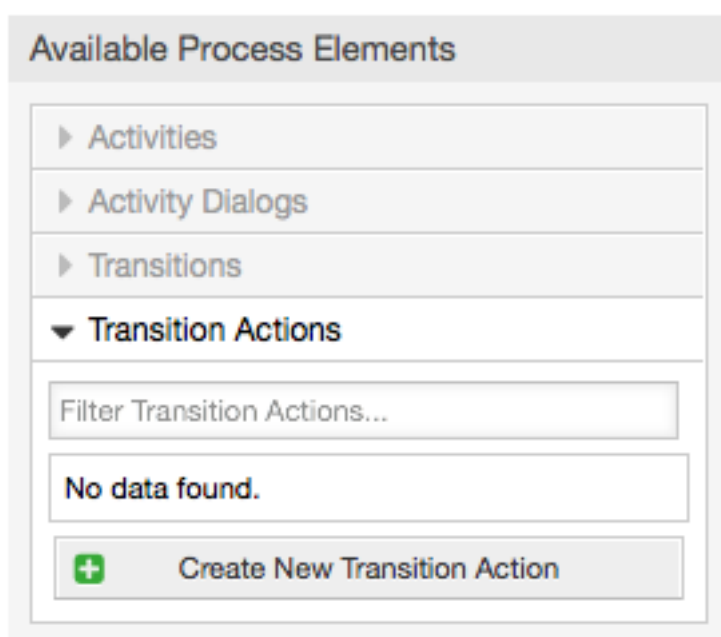 Available Process Elements
Activities
Activity Dialogs
Transitions
Transition Actions
Filter Transition Actions...
No data found.
Create New Transition Action